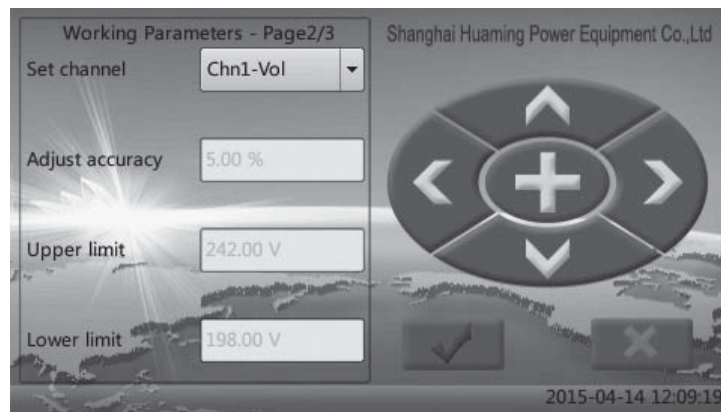 Working Parameters - Page2/3
Shanghai Huaming Power Equipment Co.,Ltd
Set channel
Chn1-Vol
Adjust accuracy
5.00 %
Upper limit
242.00 V
Lower limit
198.00 V
2015-04-14 12:09:19